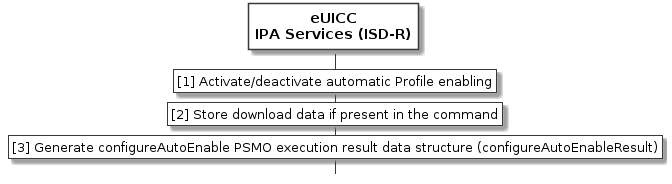 eUICC
IPA Services (ISD-R)
[1] Activate/deactivate automatic Profile enabling
[2] Store download data if present in the command
[3] Generate configureAutoEnable PSMO execution result data structure (configureAutoEnableResult)